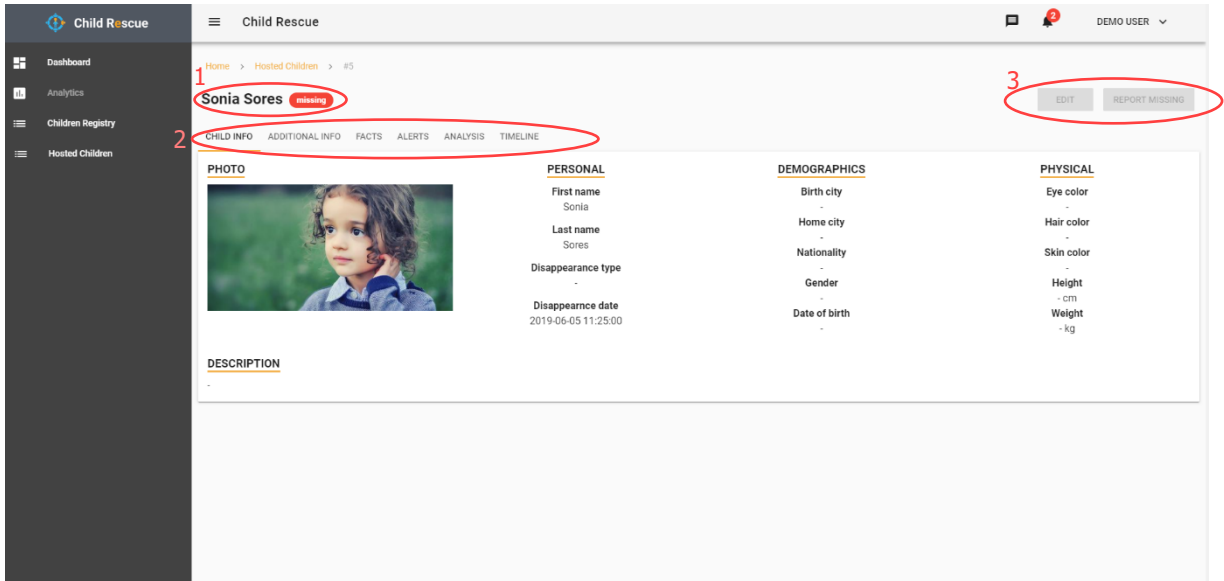 Child Rescue
Child Rescue
2
DEMO USER
Dashboard
Analytics
Children Registry
Hosted Children
Home > Hosted Children > #5
1
Sonia Sores missing
3
EDIT REPORT MISSING
2
CHILD INFO ADDITIONAL INFO FACTS ALERTS ANALYSIS TIMELINE
PHOTO
PERSONAL
First name
Sonia
Last name
Sores
Disappearance type
-
Disappearnce date
2019-06-05 11:25:00
DEMOGRAPHICS
Birth city
-
Home city
-
Nationality
-
Gender
-
Date of birth
-
PHYSICAL
Eye color
-
Hair color
-
Skin color
-
Height
- cm
Weight
- kg
DESCRIPTION
-